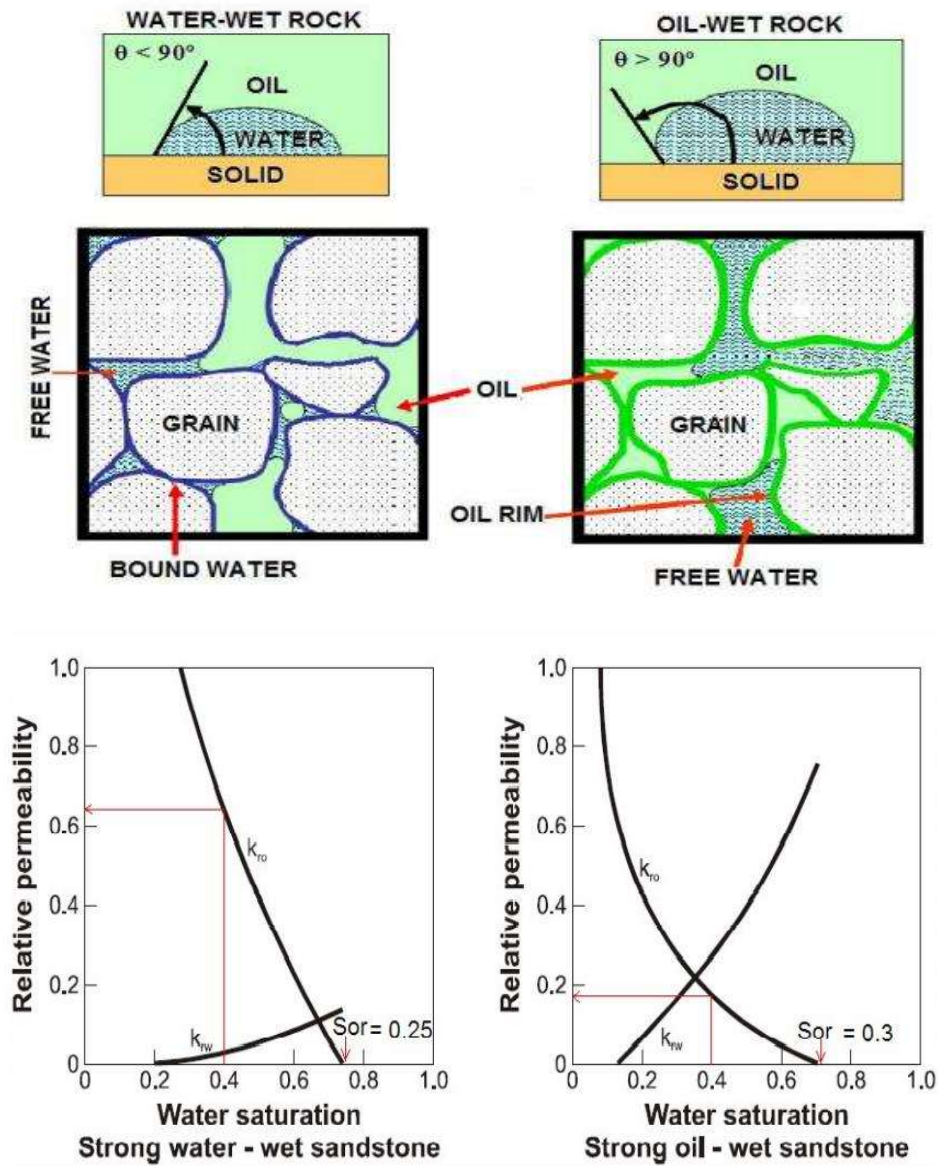 WATER-WET ROCK
θ < 90°
OIL
WATER
SOLID
OIL-WET ROCK
θ > 90°
OIL
WATER
SOLID
FREE WATER
GRAIN
BOUND WATER
OIL
OIL RIM
GRAIN
FREE WATER
Relative permeability
1.0
0.8
0.6
0.4
0.2
0
kro
krw
Sor = 0.25
0 0.2 0.4 0.6 0.8 1.0
Water saturation
Strong water - wet sandstone
Relative permeability
1.0
0.8
0.6
0.4
0.2
0
kro
krw
Sor = 0.3
0 0.2 0.4 0.6 0.8 1.0
Water saturation
Strong oil - wet sandstone